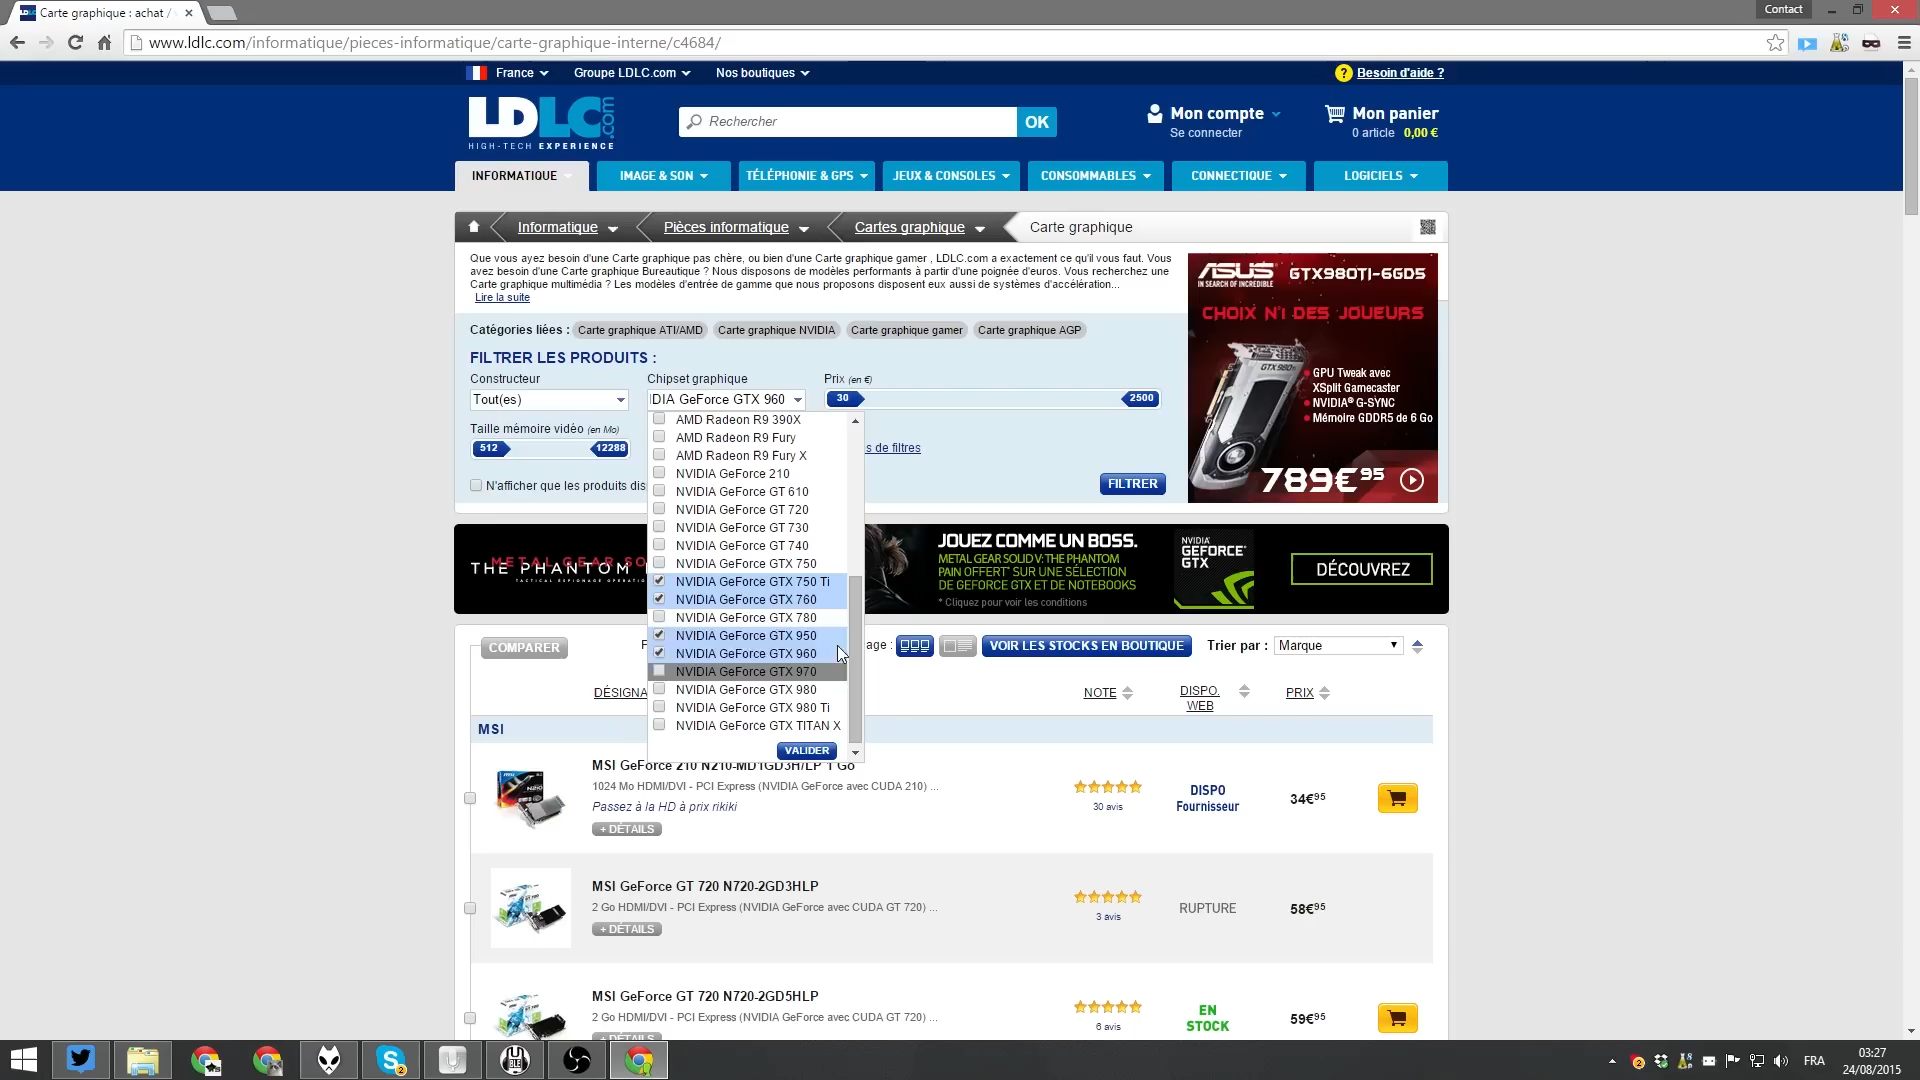 Carte graphique : achat /
Contact
www.ldlc.com/informatique/pieces-informatique/carte-graphique-interne/c4684/
France
Groupe LDLC.com
Nos boutiques
? Besoin d'aide ?
LDLC.com
HIGH-TECH EXPERIENCE
Rechercher
OK
Mon compte
Se connecter
Mon panier
0 article 0,00 €
INFORMATIQUE
IMAGE & SON
TÉLÉPHONIE & GPS
JEUX & CONSOLES
CONSOMMABLES
CONNECTIQUE
LOGICIELS
Informatique
Pièces informatique
Cartes graphique
Carte graphique
Que vous ayez besoin d'une Carte graphique pas chère, ou bien d'une Carte graphique gamer , LDLC.com a exactement ce qu'il vous faut. Vous
avez besoin d'une Carte graphique Bureautique ? Nous disposons de modèles performants à partir d'une poignée d'euros. Vous recherchez une
Carte graphique multimédia ? Les modèles d'entrée de gamme que nous proposons disposent eux aussi de systèmes d'accélération...
Lire la suite
Catégories liées :
Carte graphique ATI/AMD
Carte graphique NVIDIA
Carte graphique gamer
Carte graphique AGP
FILTRER LES PRODUITS :
Constructeur
Chipset graphique
Prix (en €)
Tout(es)
IDIA GeForce GTX 960
30
2500
Taille mémoire vidéo (en Mo)
512
12288
s de filtres
N'afficher que les produits dis
FILTRER
AMD Radeon R9 390X
AMD Radeon R9 Fury
AMD Radeon R9 Fury X
NVIDIA GeForce 210
NVIDIA GeForce GT 610
NVIDIA GeForce GT 720
NVIDIA GeForce GT 730
NVIDIA GeForce GT 740
NVIDIA GeForce GTX 750
NVIDIA GeForce GTX 750 Ti
NVIDIA GeForce GTX 760
NVIDIA GeForce GTX 780
NVIDIA GeForce GTX 950
NVIDIA GeForce GTX 960
NVIDIA GeForce GTX 970
NVIDIA GeForce GTX 980
NVIDIA GeForce GTX 980 Ti
NVIDIA GeForce GTX TITAN X
VALIDER
ASUS GTX980TI-6GD5
IN SEARCH OF INCREDIBLE
CHOIX N°1 DES JOUEURS
GTX 980
GPU Tweak avec
XSplit Gamecaster
NVIDIA® G-SYNC
Mémoire GDDR5 de 6 Go
789€95
METAL GEAR SO
THE PHANTOM
TACTICAL ESPIONAGE OPERATIO
JOUEZ COMME UN BOSS.
METAL GEAR SOLID V: THE PHANTOM
PAIN OFFERT* SUR UNE SÉLECTION
DE GEFORCE GTX ET DE NOTEBOOKS
* Cliquez pour voir les conditions
NVIDIA
GEFORCE
GTX
DÉCOUVREZ
COMPARER
age :
VOIR LES STOCKS EN BOUTIQUE
Trier par :
Marque
DÉSIGNA
NOTE
DISPO.
WEB
PRIX
MSI
MSI GeForce 210 N210-MD1GD3H/LP 1 Go
1024 Mo HDMI/DVI - PCI Express (NVIDIA GeForce avec CUDA 210) ...
Passez à la HD à prix rikiki
+ DÉTAILS
30 avis
DISPO
Fournisseur
34€95
MSI GeForce GT 720 N720-2GD3HLP
2 Go HDMI/DVI - PCI Express (NVIDIA GeForce avec CUDA GT 720) ...
+ DÉTAILS
3 avis
RUPTURE
58€95
MSI GeForce GT 720 N720-2GD5HLP
2 Go HDMI/DVI - PCI Express (NVIDIA GeForce avec CUDA GT 720) ...
+ DÉTAILS
6 avis
EN
STOCK
59€95
FRA
03:27
24/08/2015